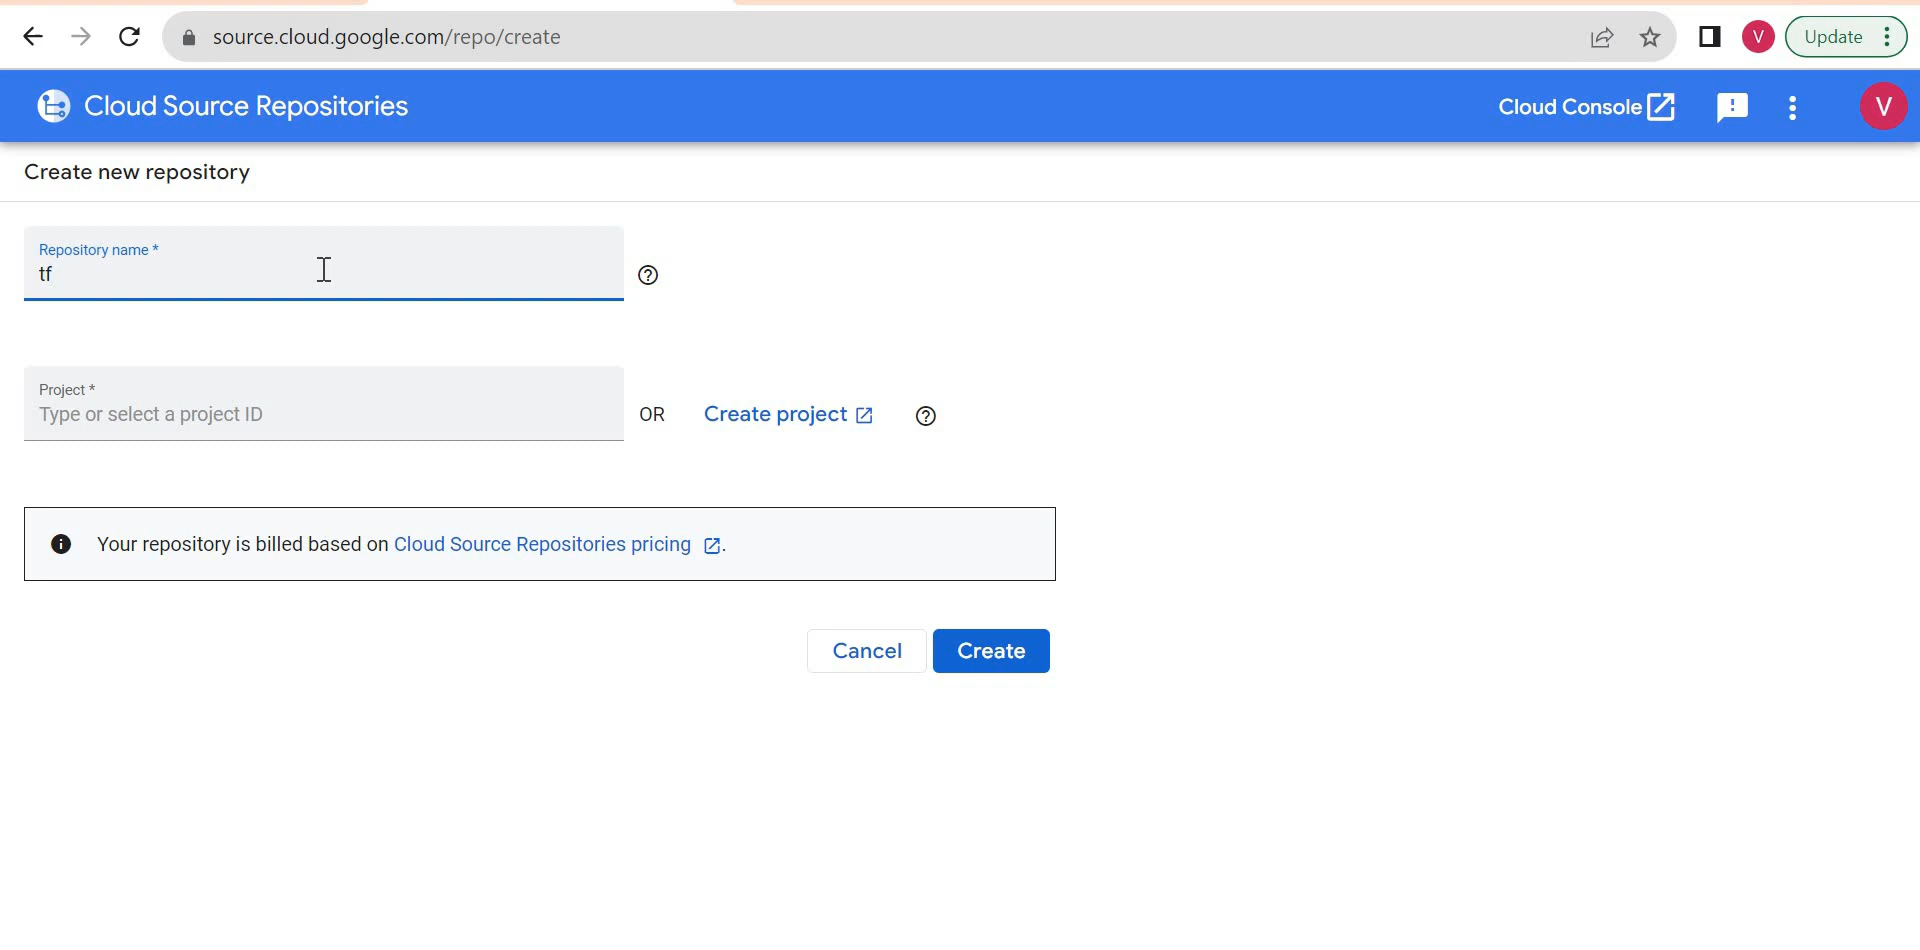 source.cloud.google.com/repo/create
V
Update
Cloud Source Repositories
Cloud Console
V
Create new repository
Repository name *
tf
Project *
Type or select a project ID
OR
Create project
Your repository is billed based on Cloud Source Repositories pricing .
Cancel
Create